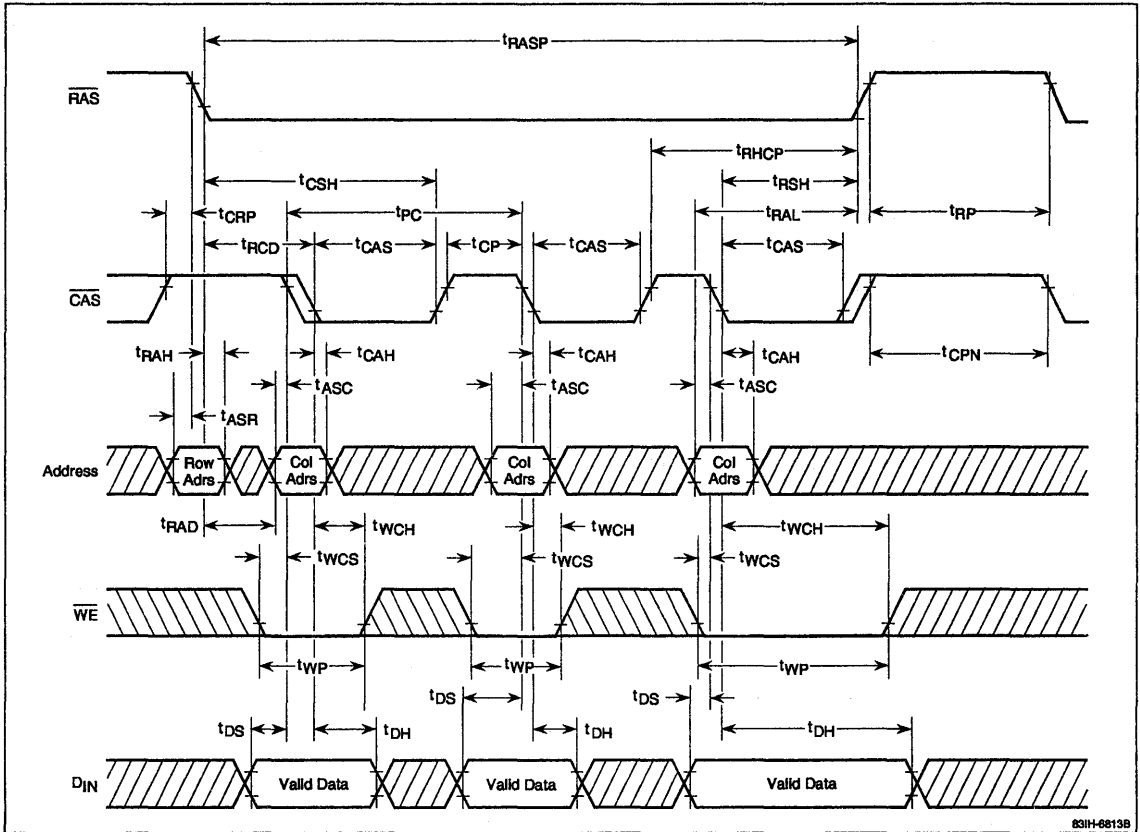 tRASP
RAS
tRHCP
tCSH
tRSH
tCRP
tPC
tRAL
tRP
tRCD
tCAS
tCP
tCAS
tCAS
CAS
tRAH
tCAH
tCAH
tCAH
tCPN
tASC
tASC
tASC
tASR
Address
Row Adrs
Col Adrs
Col Adrs
Col Adrs
tRAD
tWCH
tWCH
tWCH
tWCS
tWCS
tWCS
WE
tWP
tWP
tWP
tDS
tDS
tDS
tDH
tDH
tDH
DIN
Valid Data
Valid Data
Valid Data
83IH-6813B